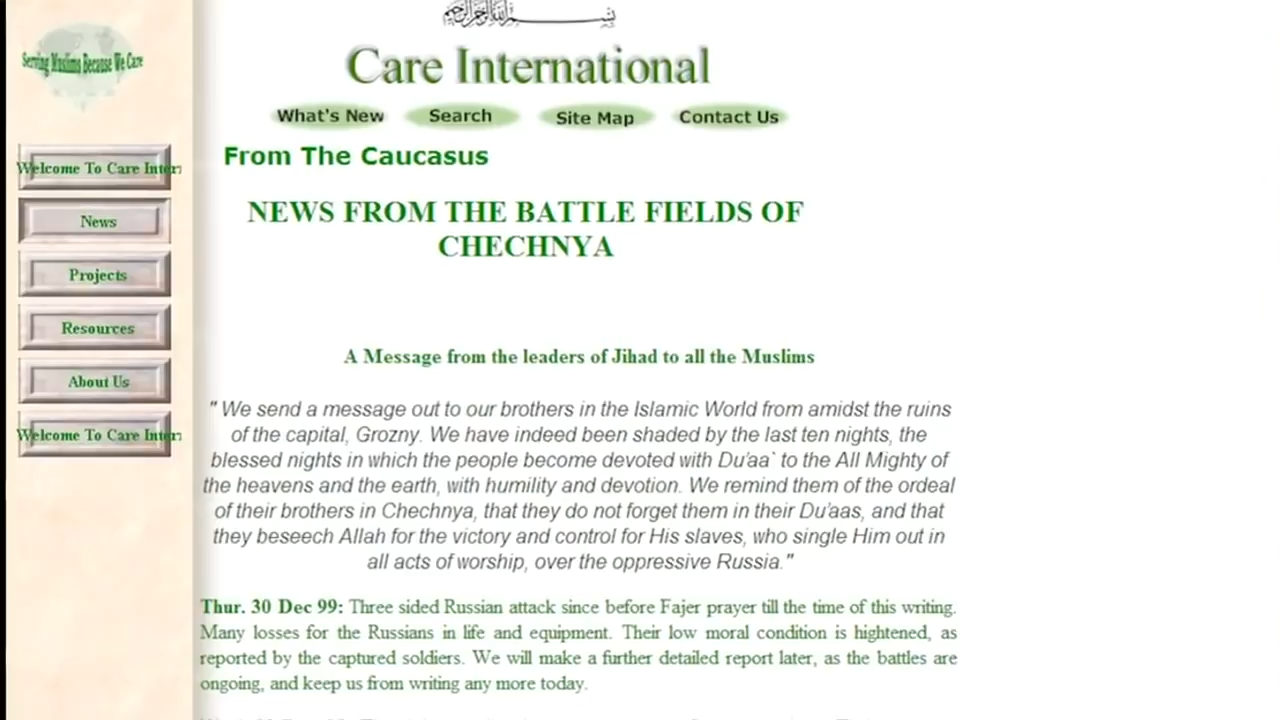 بسم الله الرحمن الرحيم
Serving Muslims Because We Care
Care International
What's New Search Site Map Contact Us
Welcome To Care Inter
News
Projects
Resources
About Us
Welcome To Care Inter
From The Caucasus
NEWS FROM THE BATTLE FIELDS OF
CHECHNYA
A Message from the leaders of Jihad to all the Muslims
" We send a message out to our brothers in the Islamic World from amidst the ruins
of the capital, Grozny. We have indeed been shaded by the last ten nights, the
blessed nights in which the people become devoted with Du'aa` to the All Mighty of
the heavens and the earth, with humility and devotion. We remind them of the ordeal
of their brothers in Chechnya, that they do not forget them in their Du'aas, and that
they beseech Allah for the victory and control for His slaves, who single Him out in
all acts of worship, over the oppressive Russia."
Thur. 30 Dec 99: Three sided Russian attack since before Fajer prayer till the time of this writing.
Many losses for the Russians in life and equipment. Their low moral condition is hightened, as
reported by the captured soldiers. We will make a further detailed report later, as the battles are
ongoing, and keep us from writing any more today.